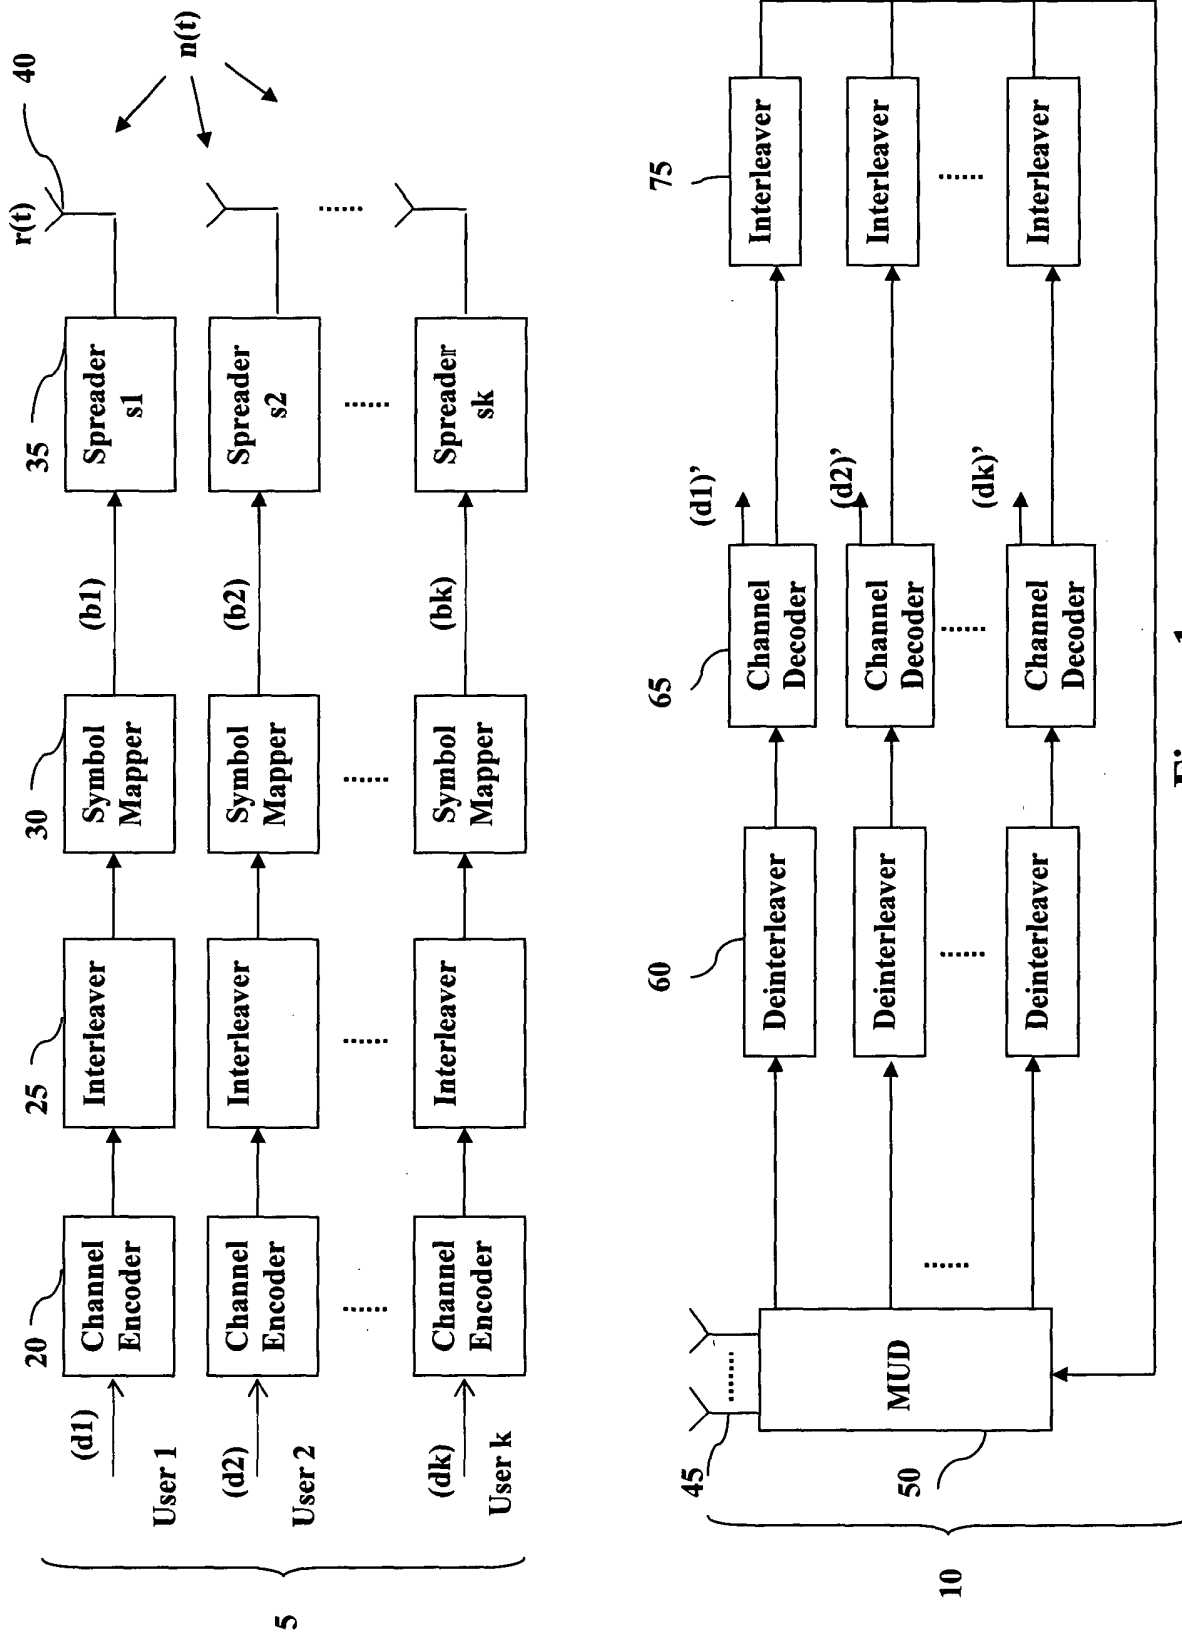 20 25 30 35 r(t) 40
(d1)
Channel
Encoder
Interleaver
Symbol
Mapper
(b1)
Spreader
s1
User 1
n(t)
(d2)
Channel
Encoder
Interleaver
Symbol
Mapper
(b2)
Spreader
s2
User 2
(dk)
Channel
Encoder
Interleaver
Symbol
Mapper
(bk)
Spreader
sk
User k
5
45
50
MUD
60 65 75
Deinterleaver
Channel
Decoder
(d1)’
Interleaver
Deinterleaver
Channel
Decoder
(d2)’
Interleaver
Deinterleaver
Channel
Decoder
(dk)’
Interleaver
10